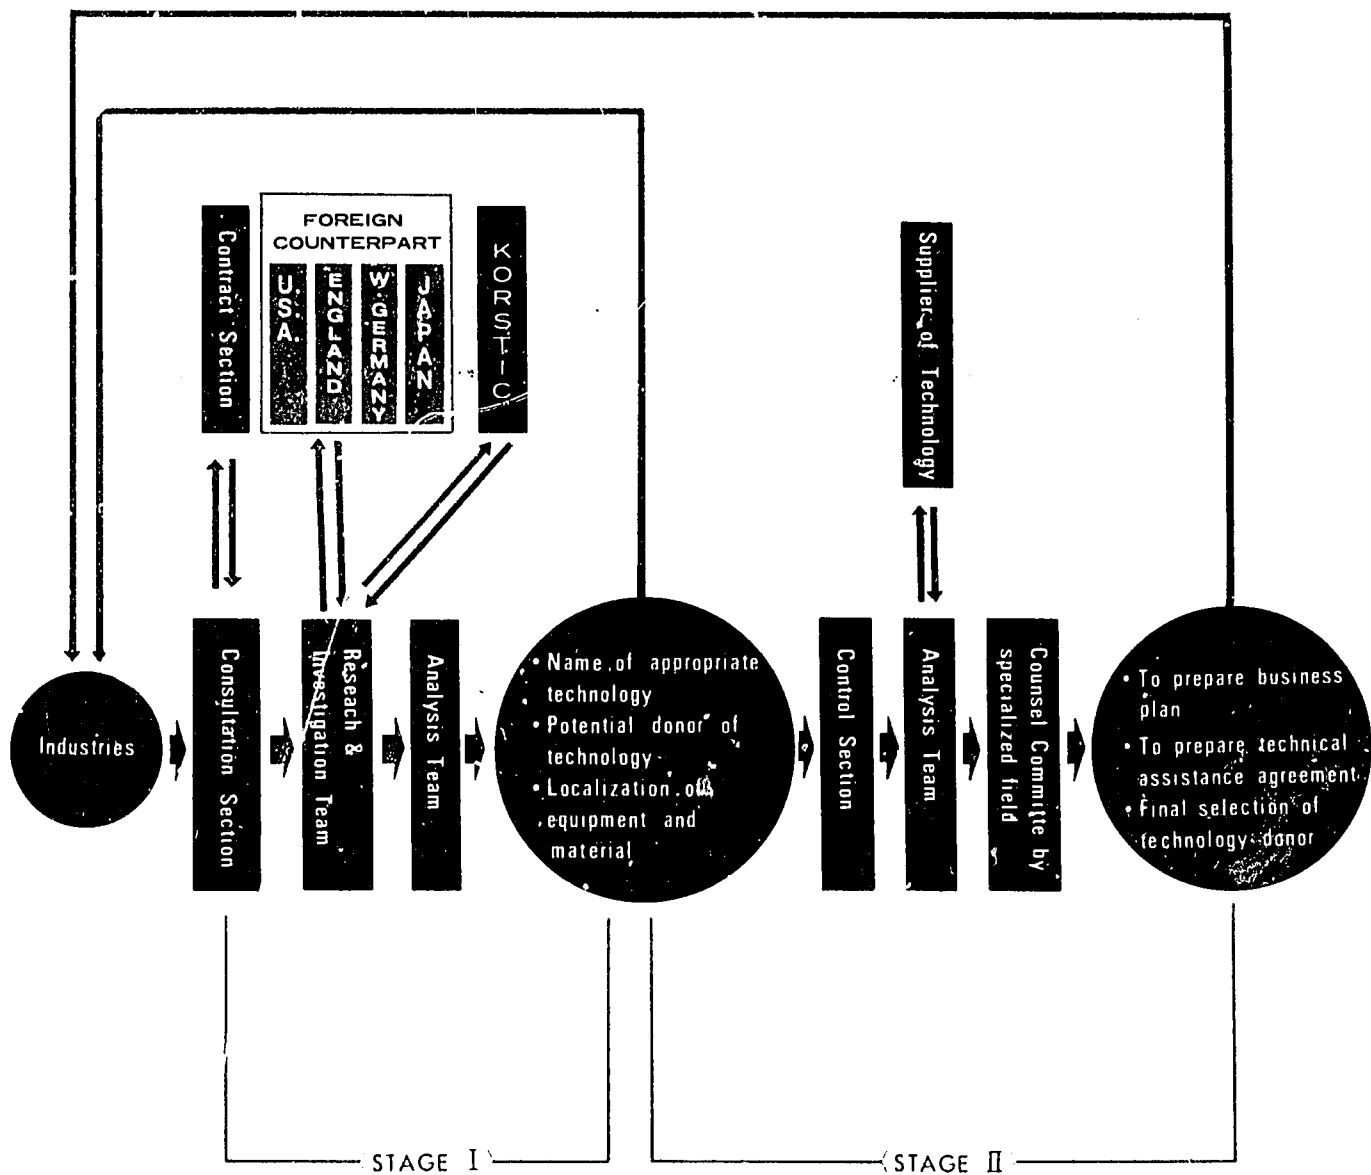 FOREIGN
COUNTERPART
Contract Section
U.S.A.
ENGLAND
W.GERMANY
JAPAN
KORSTIC
Supplier of Technology
Industries
Consultation Section
Reseach &
Investigation Team
Analysis Team
• Name of appropriate
technology
• Potential donor of
technology
• Localization of
equipment and
material
Control Section
Analysis Team
Counsel Committe by
specialized field
• To prepare business
plan
• To prepare technical
assistance agreement
• Final selection of
technology donor
STAGE I
STAGE II